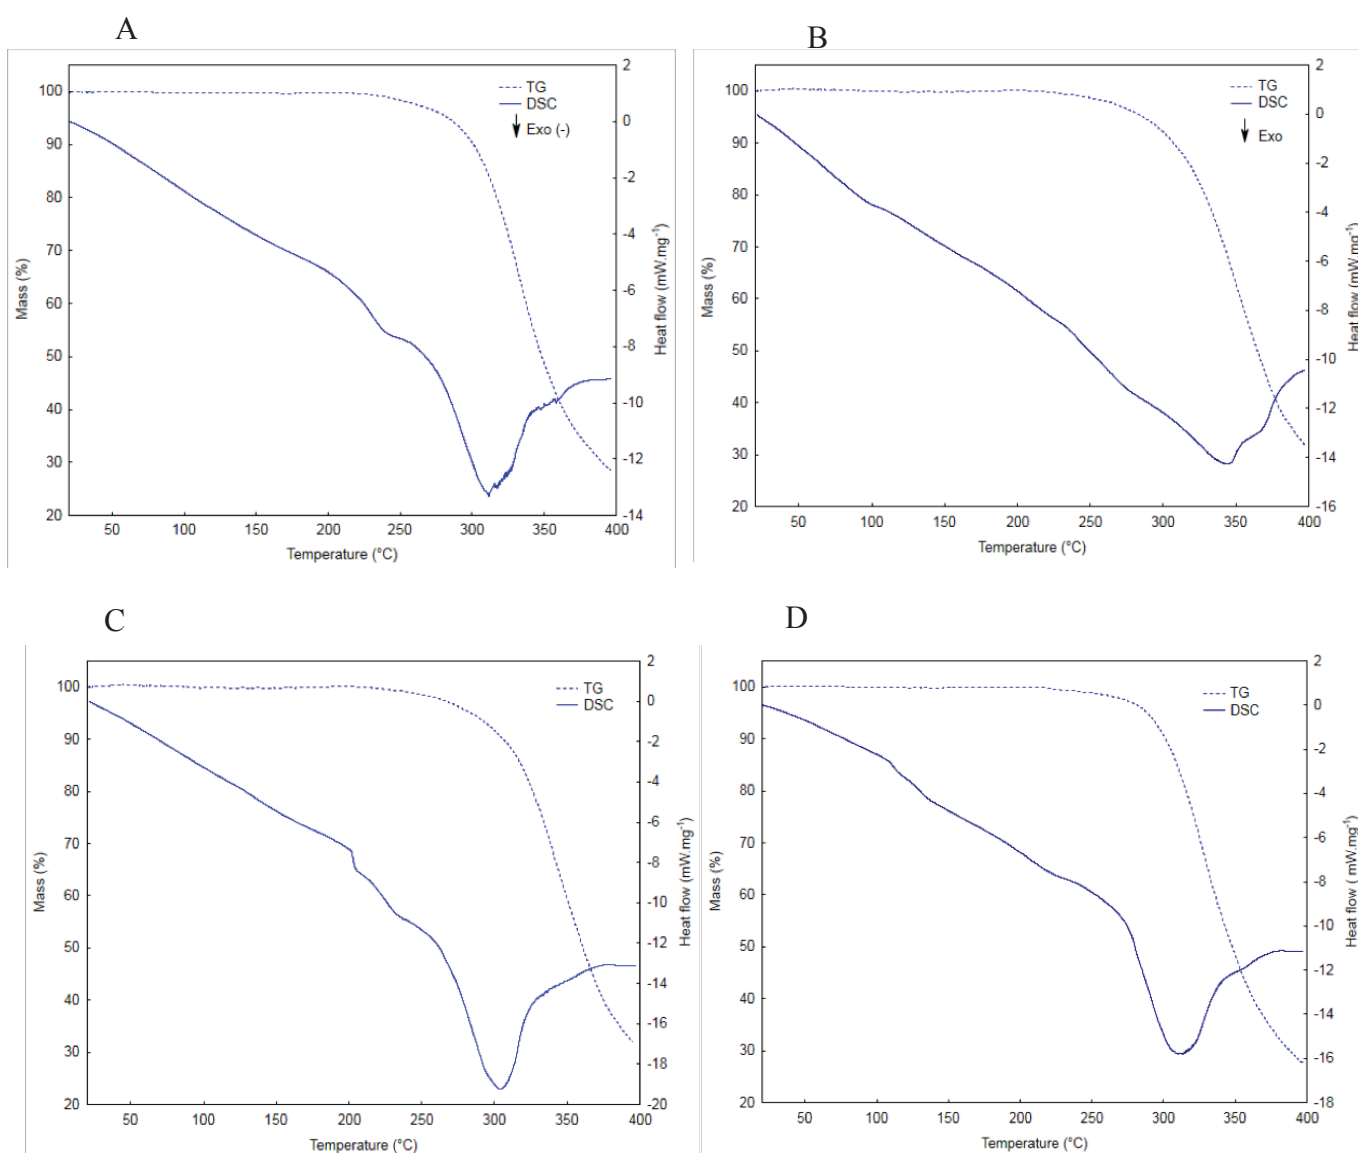 A
TG
DSC
Exo (-)
100
90
80
70
60
50
40
30
20
2
0
-2
-4
-6
-8
-10
-12
-14
50 100 150 200 250 300 350 400
Mass (%)
Heat flow (mW.mg⁻¹)
Temperature (°C)
B
TG
DSC
Exo
100
90
80
70
60
50
40
30
20
2
0
-2
-4
-6
-8
-10
-12
-14
-16
50 100 150 200 250 300 350 400
Mass (%)
Heat flow (mW.mg⁻¹)
Temperature (°C)
C
TG
DSC
100
90
80
70
60
50
40
30
20
2
0
-2
-4
-6
-8
-10
-12
-14
-16
-18
-20
50 100 150 200 250 300 350 400
Mass (%)
Heat flow (mW.mg⁻¹)
Temperature (°C)
D
TG
DSC
100
90
80
70
60
50
40
30
20
2
0
-2
-4
-6
-8
-10
-12
-14
-16
-18
50 100 150 200 250 300 350 400
Mass (%)
Heat flow ( mW.mg⁻¹)
Temperature (°C)